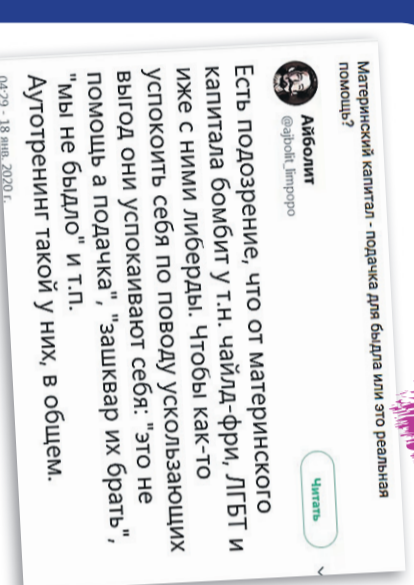 Материнский капитал - подачка для быдла или это реальная
помощь?
Айболит
@ajbolit_limpopo
Читать
Есть подозрение, что от материнского
капитала бомбит у т.н. чайлд-фри, ЛГБТ и
иже с ними либерды. Чтобы как-то
успокоить себя по поводу ускользающих
выгод они успокаивают себя: "это не
помощь а подачка", "зашквар их брать",
"мы не быдло" и т.п.
Аутотренинг такой у них, в общем.
04:29 - 18 янв. 2020 г.